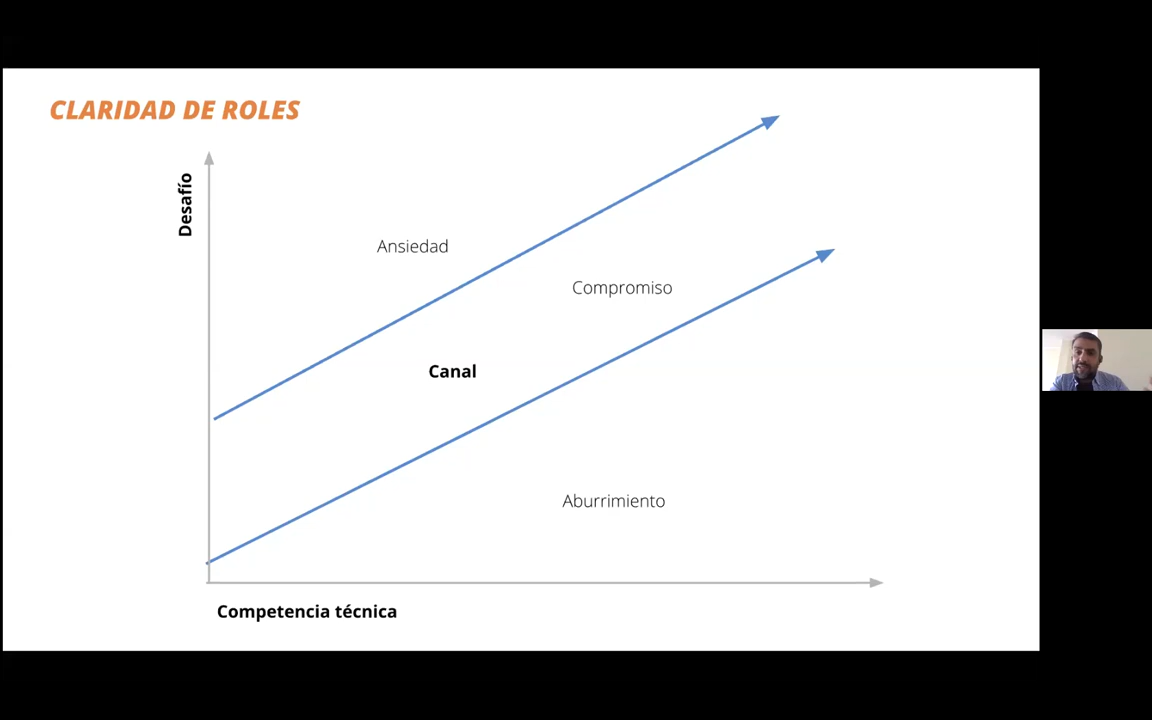 CLARIDAD DE ROLES
Desafío
Ansiedad
Compromiso
Canal
Aburrimiento
Competencia técnica